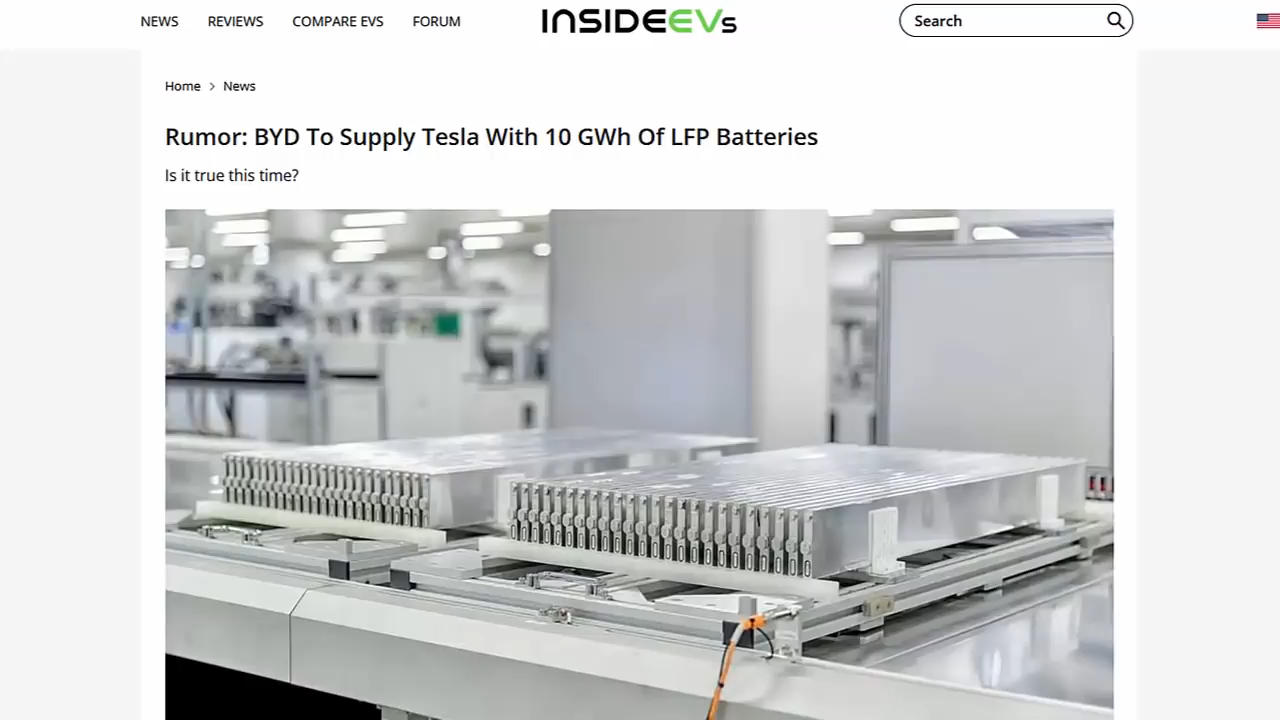 NEWS REVIEWS COMPARE EVS FORUM INSIDEEVs Search
Home > News
Rumor: BYD To Supply Tesla With 10 GWh Of LFP Batteries
Is it true this time?